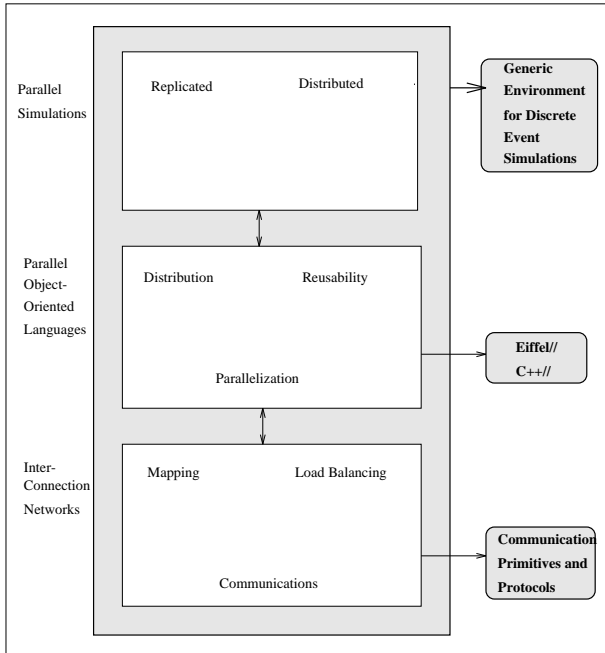 Parallel
Simulations
Replicated
Distributed
Generic
Environment
for Discrete
Event
Simulations
Parallel
Object-
Oriented
Languages
Distribution
Reusability
Parallelization
Eiffel//
C++//
Inter-
Connection
Networks
Mapping
Load Balancing
Communications
Communication
Primitives and
Protocols